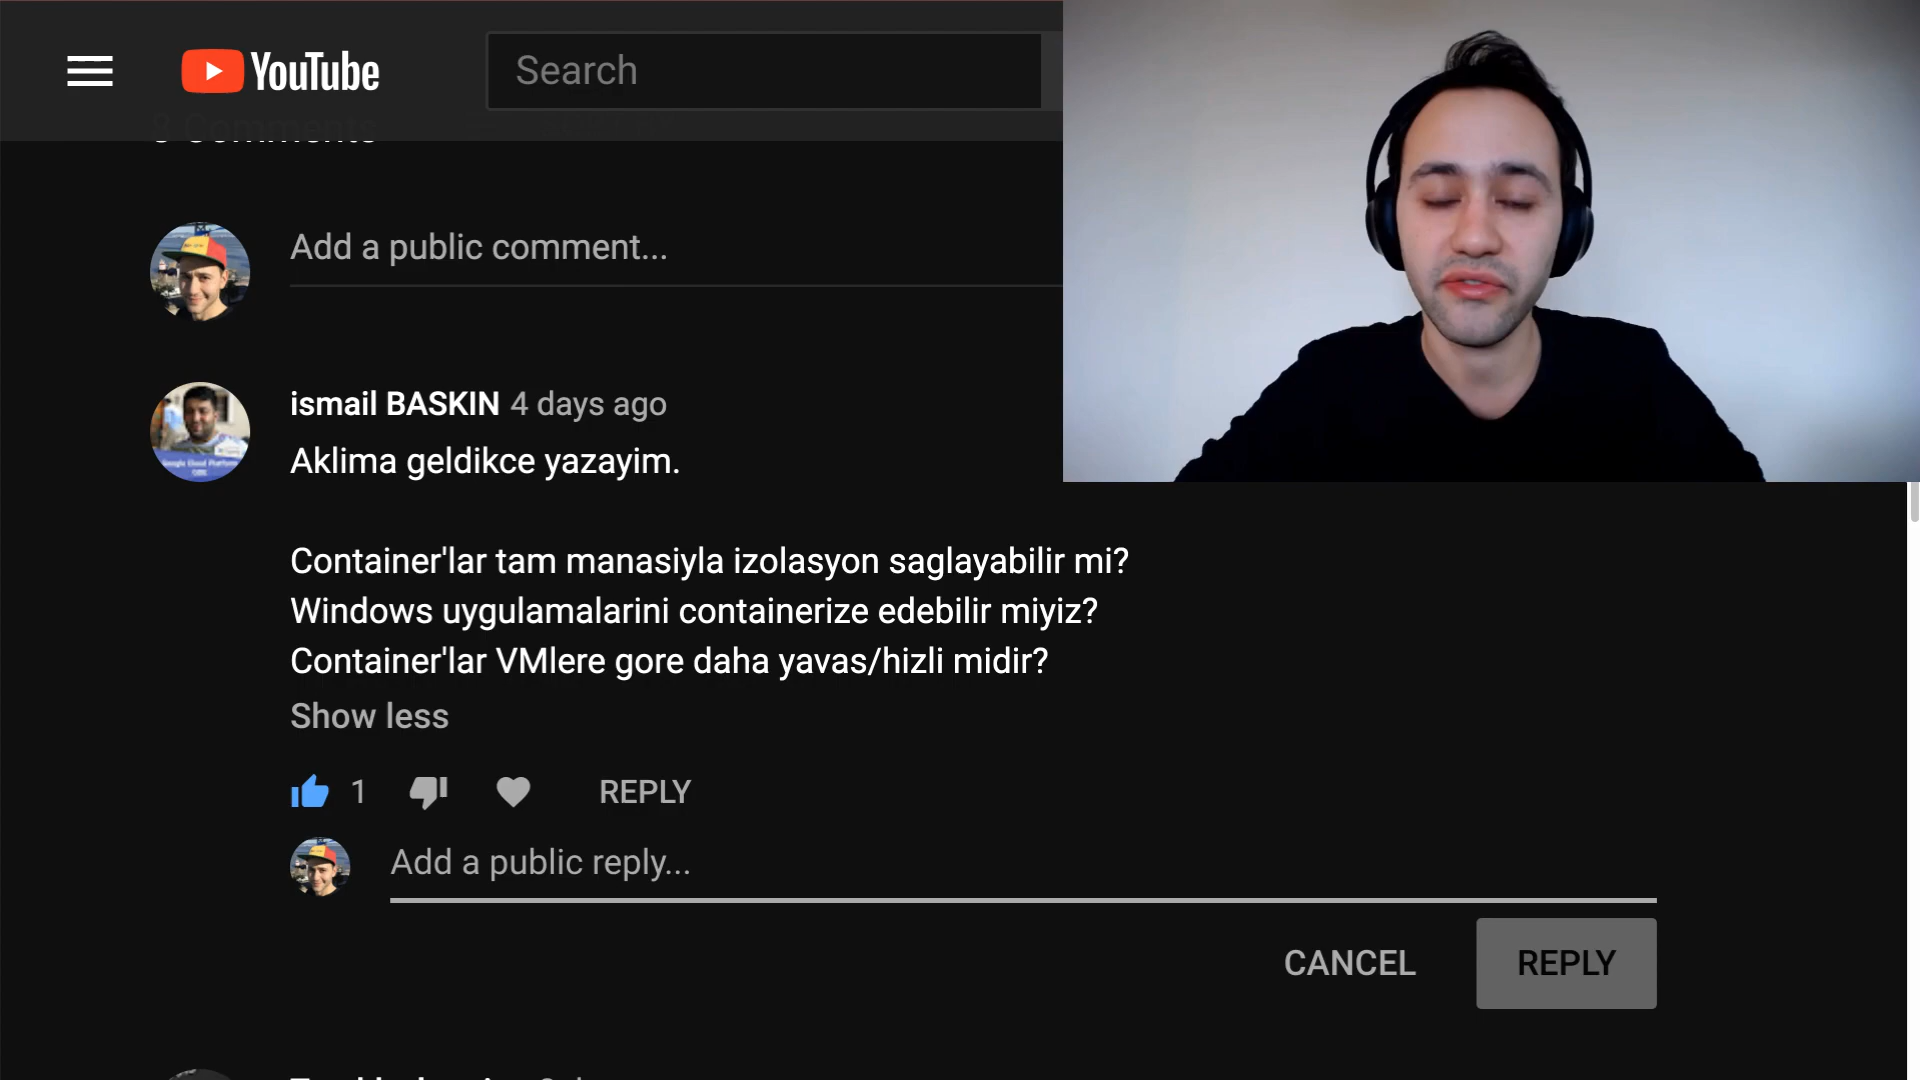 YouTube
Search
Comments
Add a public comment...
ismail BASKIN 4 days ago
Aklima geldikce yazayim.
Container'lar tam manasiyla izolasyon saglayabilir mi?
Windows uygulamalarini containerize edebilir miyiz?
Container'lar VMlere gore daha yavas/hizli midir?
Show less
1 REPLY
Add a public reply...
CANCEL REPLY